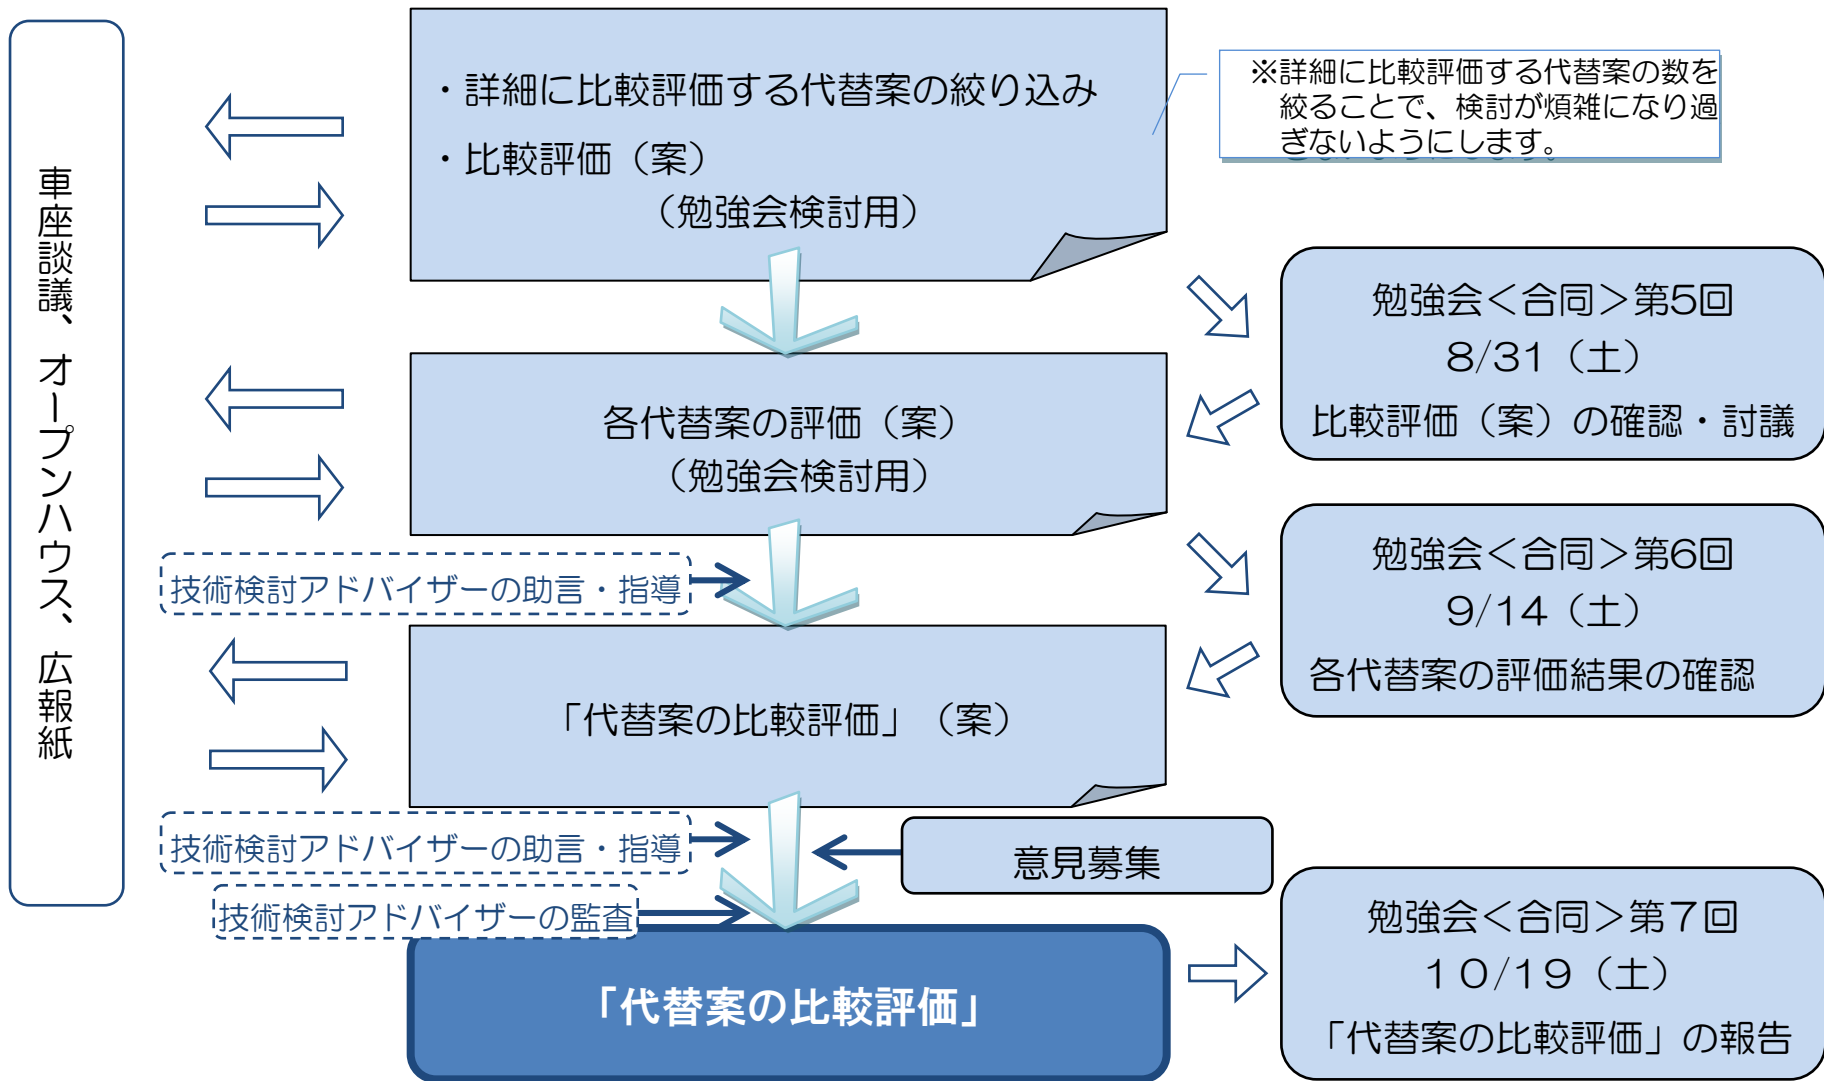 車座談議、オープンハウス、広報紙
・詳細に比較評価する代替案の絞り込み
・比較評価（案）
（勉強会検討用）
※詳細に比較評価する代替案の数を
絞ることで、検討が煩雑になり過
ぎないようにします。
勉強会＜合同＞第5回
8/31（土）
比較評価（案）の確認・討議
各代替案の評価（案）
（勉強会検討用）
技術検討アドバイザーの助言・指導
勉強会＜合同＞第6回
9/14（土）
各代替案の評価結果の確認
「代替案の比較評価」（案）
技術検討アドバイザーの助言・指導
意見募集
技術検討アドバイザーの監査
「代替案の比較評価」
勉強会＜合同＞第７回
１０/19（土）
「代替案の比較評価」の報告